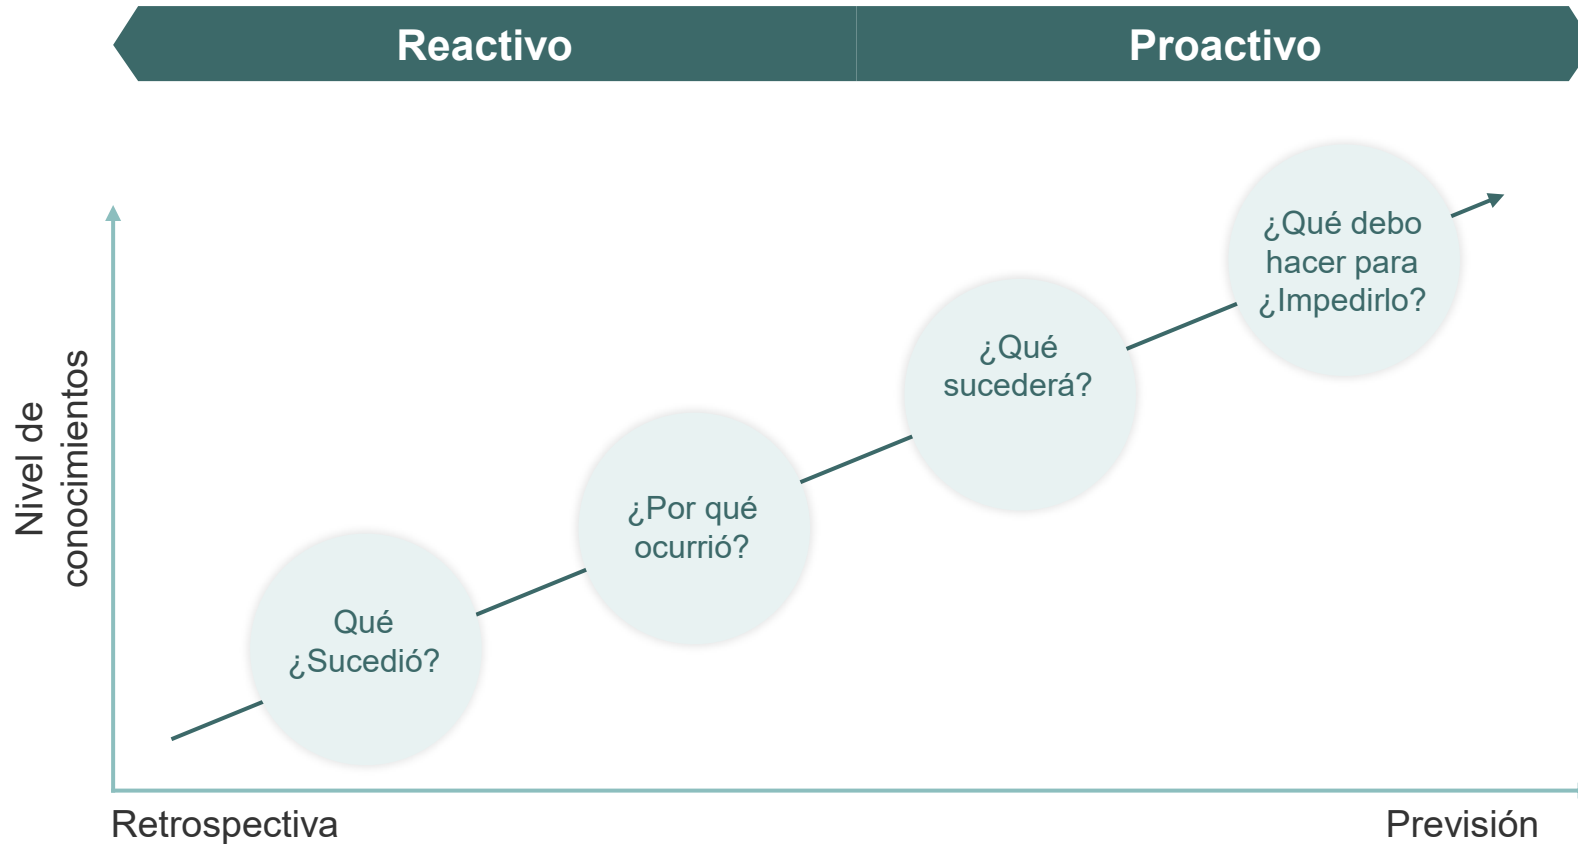 Reactivo
Proactivo
¿Qué debo
hacer para
¿Impedirlo?
¿Qué
sucederá?
¿Por qué
ocurrió?
Qué
¿Sucedió?
Nivel de
conocimientos
Retrospectiva
Previsión